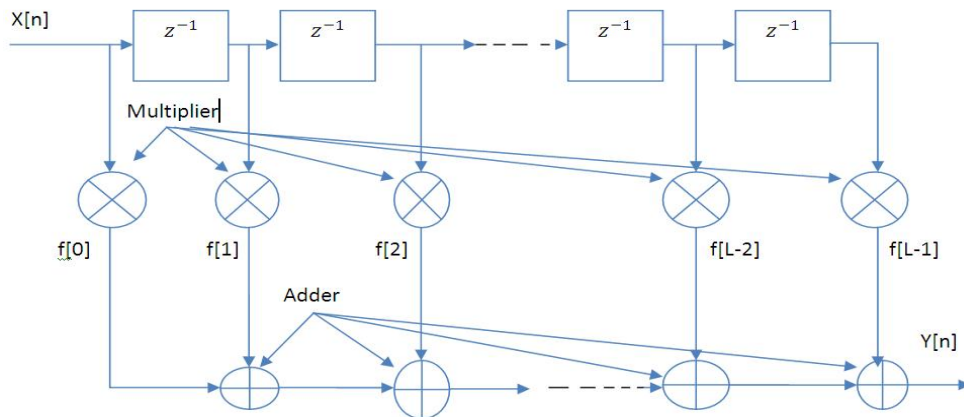 X[n]
z⁻¹
z⁻¹
z⁻¹
z⁻¹
Multiplier
f[0]
f[1]
f[2]
f[L-2]
f[L-1]
Adder
Y[n]